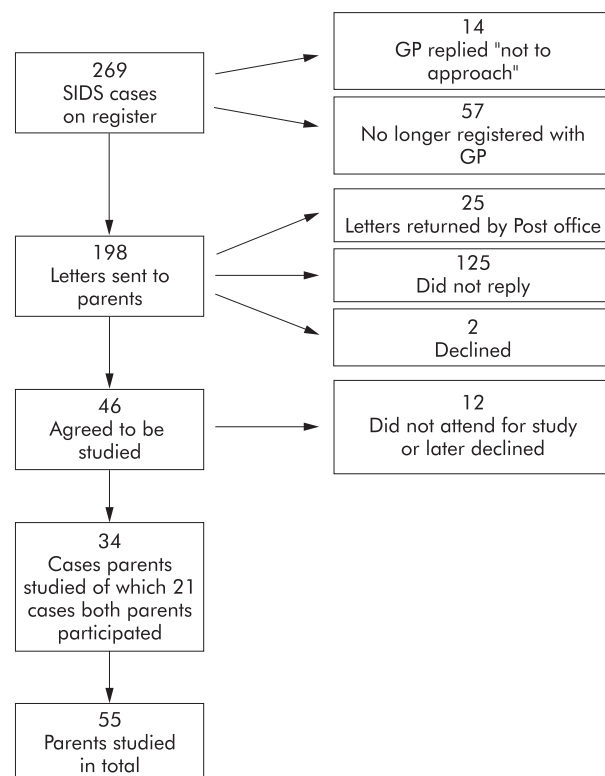 269
SIDS cases
on register
14
GP replied "not to
approach"
57
No longer registered with
GP
198
Letters sent to
parents
25
Letters returned by Post office
125
Did not reply
2
Declined
46
Agreed to be
studied
12
Did not attend for study
or later declined
34
Cases parents
studied of which 21
cases both parents
participated
55
Parents studied
in total